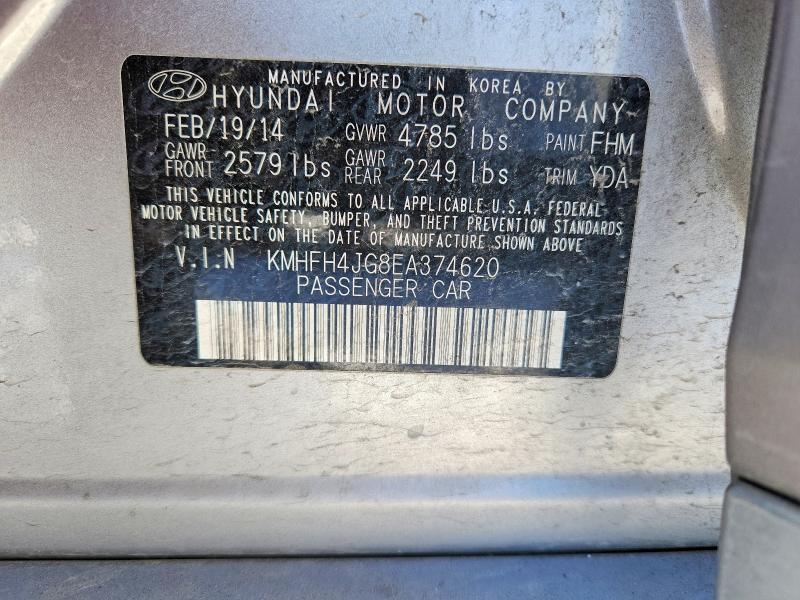 MANUFACTURED IN KOREA BY
HYUNDAI MOTOR COMPANY
FEB/19/14 GVWR 4785 lbs PAINT FHM
GAWR FRONT 2579 lbs GAWR REAR 2249 lbs TRIM YDA
THIS VEHICLE CONFORMS TO ALL APPLICABLE U.S.A. FEDERAL
MOTOR VEHICLE SAFETY, BUMPER, AND THEFT PREVENTION STANDARDS
IN EFFECT ON THE DATE OF MANUFACTURE SHOWN ABOVE
V.I.N KMHFH4JG8EA374620
PASSENGER CAR